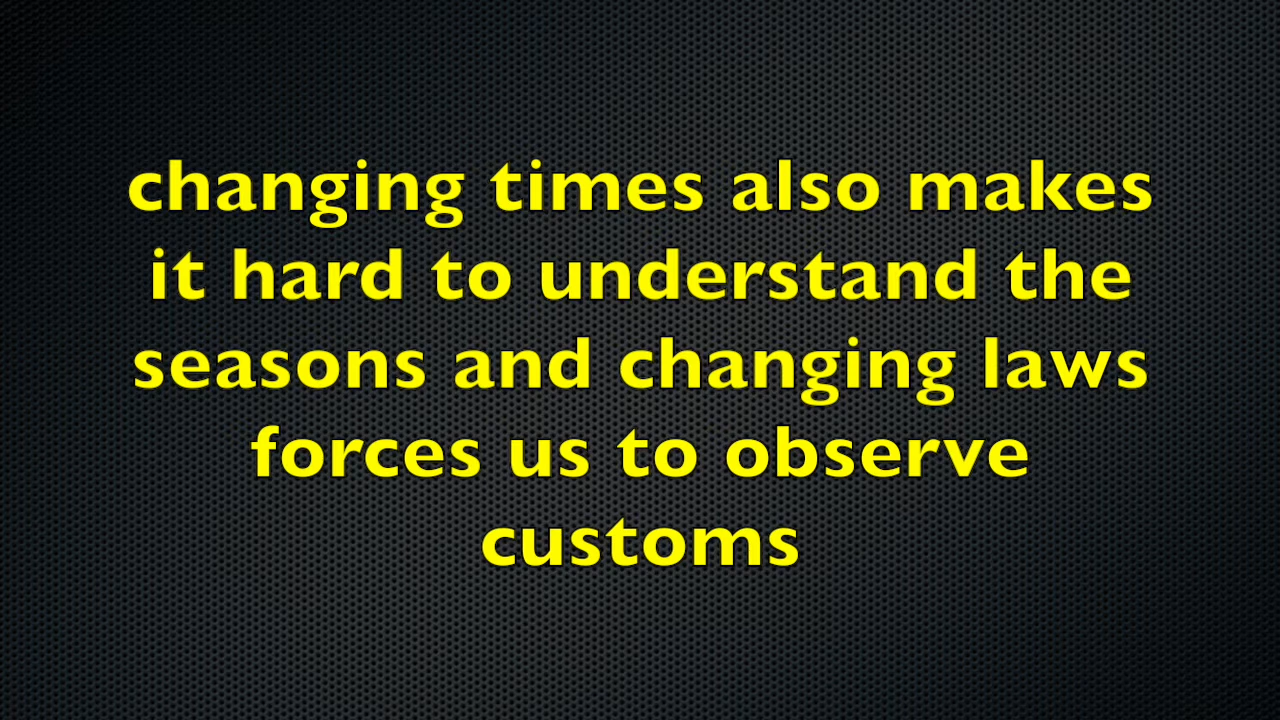 changing times also makes
it hard to understand the
seasons and changing laws
forces us to observe
customs